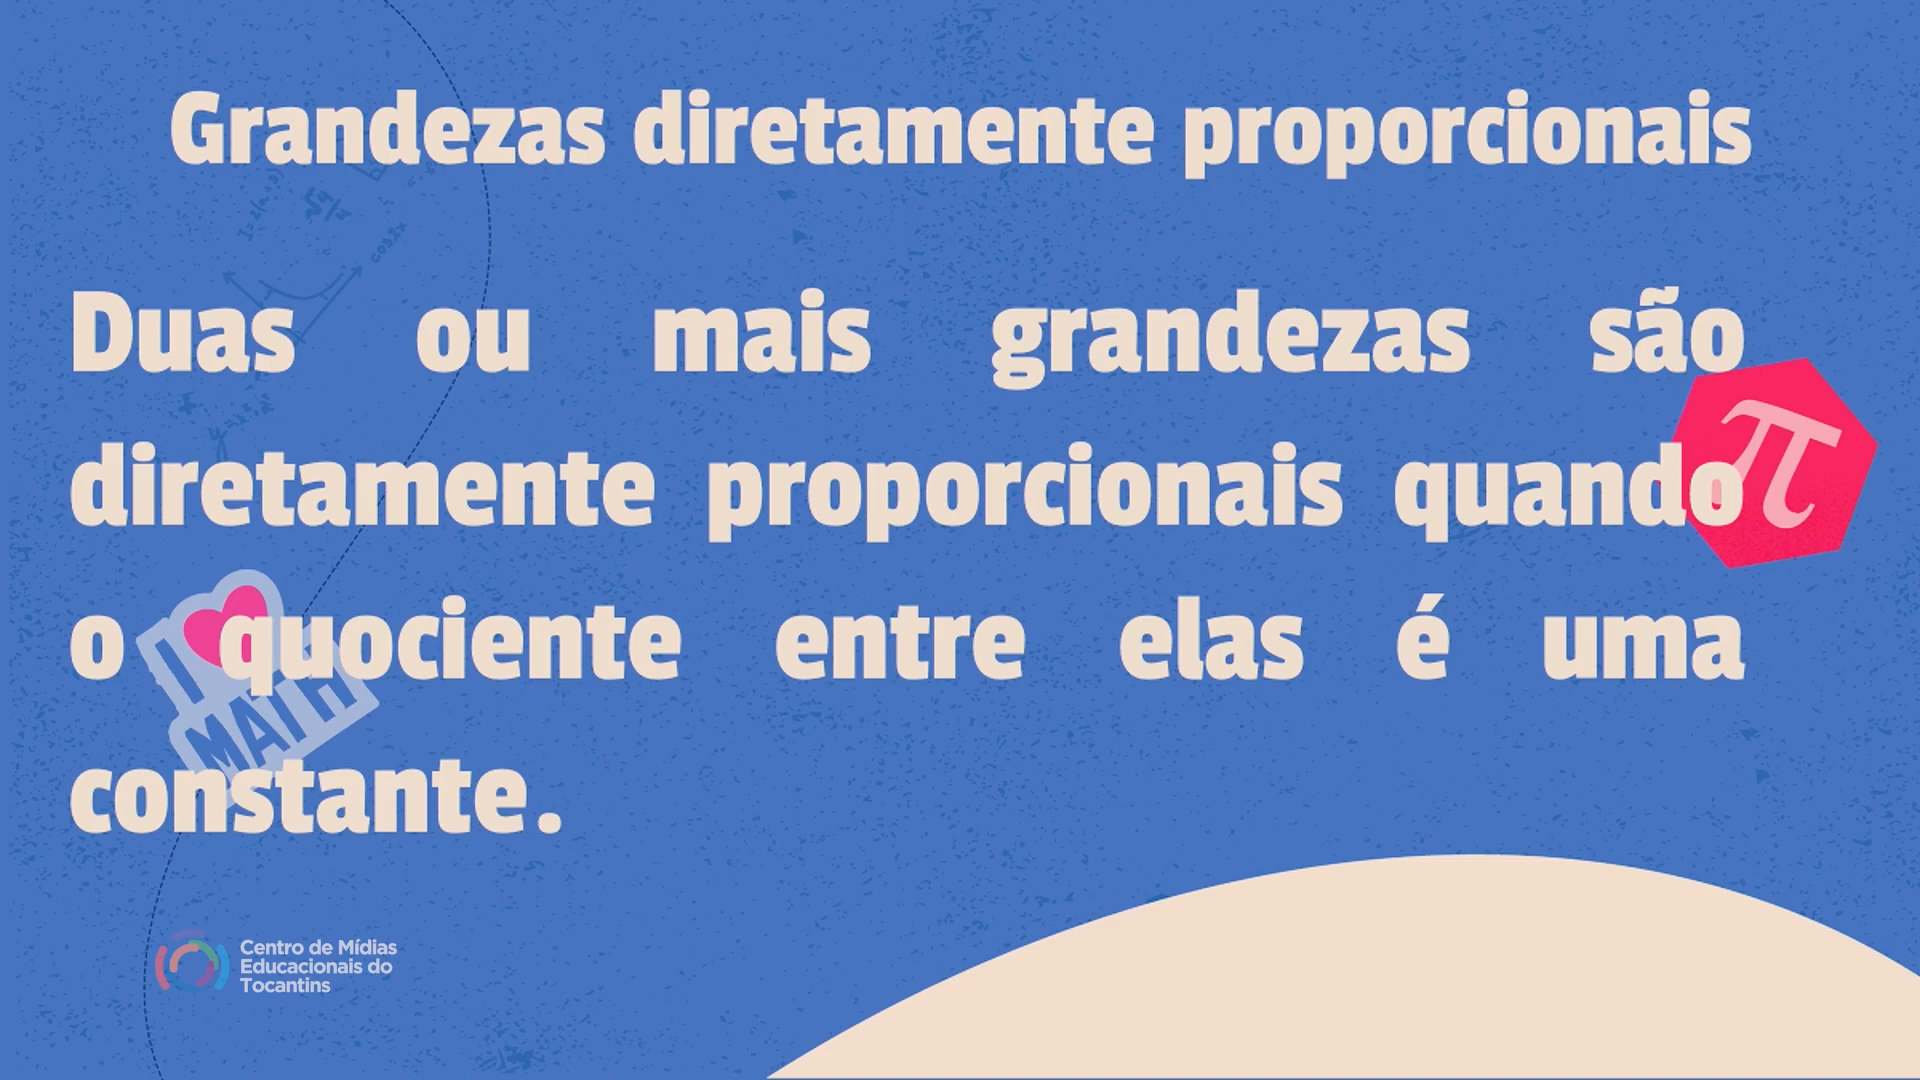 Grandezas diretamente proporcionais
Duas ou mais grandezas são
diretamente proporcionais quando
o quociente entre elas é uma
constante.
π
I
MATH
Centro de Mídias
Educacionais do
Tocantins